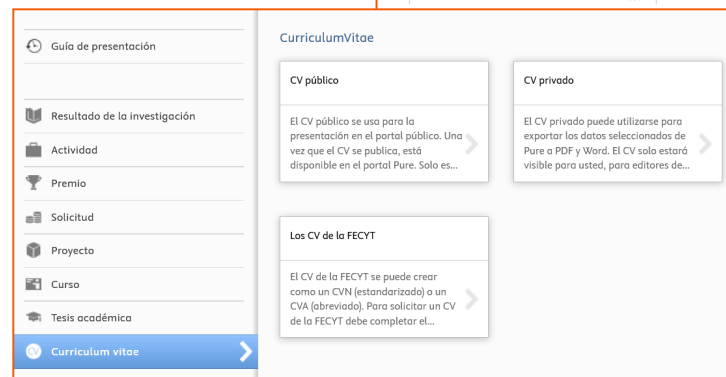 Guía de presentación
Resultado de la investigación
Actividad
Premio
Solicitud
Proyecto
Curso
Tesis académica
CV Curriculum vitae
CurriculumVitae
CV público
El CV público se usa para la
presentación en el portal público. Una
vez que el CV se publica, está
disponible en el portal Pure. Solo es...
CV privado
El CV privado puede utilizarse para
exportar los datos seleccionados de
Pure a PDF y Word. El CV solo estará
visible para usted, para editores de...
Los CV de la FECYT
El CV de la FECYT se puede crear
como un CVN (estandarizado) o un
CVA (abreviado). Para solicitar un CV
de la FECYT debe completar el...